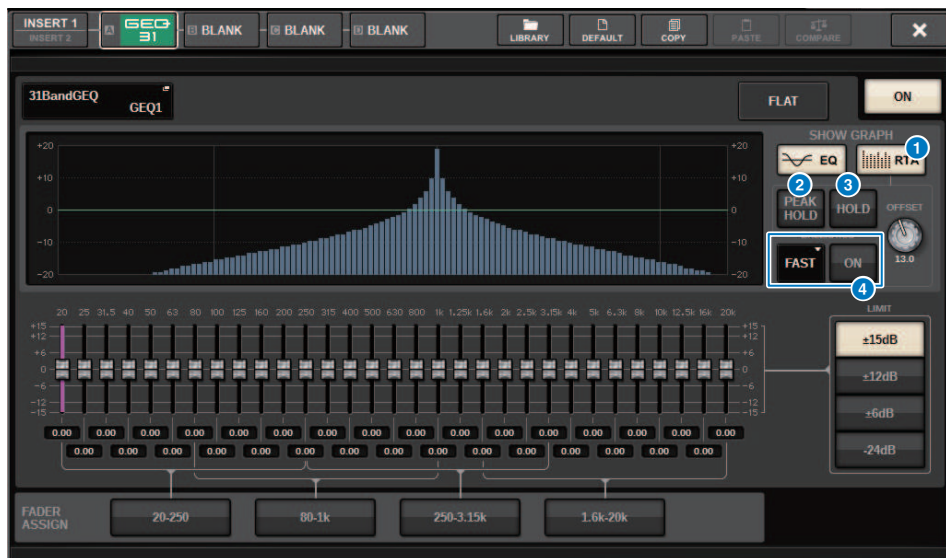 INSERT 1
INSERT 2
A
GEQ
31
B BLANK
C BLANK
D BLANK
LIBRARY
DEFAULT
COPY
PASTE
COMPARE
31BandGEQ
GEQ1
FLAT
ON
SHOW GRAPH
EQ
RTA
1
2
3
PEAK
HOLD
HOLD
OFFSET
13.0
FAST
ON
4
+20
+10
0
-10
-20
+20
+10
0
-10
-20
20 25 31.5 40 50 63 80 100 125 160 200 250 315 400 500 630 800 1k 1.25k 1.6k 2k 2.5k 3.15k 4k 5k 6.3k 8k 10k 12.5k 16k 20k
+15
+12
+6
0
-6
-12
-15
+15
+12
+6
0
-6
-12
-15
0.00 0.00 0.00 0.00 0.00 0.00 0.00 0.00 0.00 0.00 0.00 0.00 0.00 0.00 0.00 0.00
0.00 0.00 0.00 0.00 0.00 0.00 0.00 0.00 0.00 0.00 0.00 0.00 0.00 0.00 0.00
LIMIT
±15dB
±12dB
±6dB
-24dB
FADER
ASSIGN
20-250
80-1k
250-3.15k
1.6k-20k